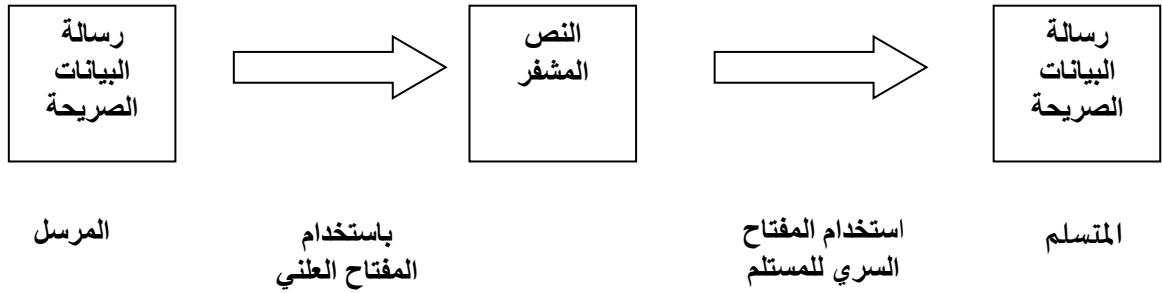 رسالة
البيانات
الصريحة
النص
المشفر
رسالة
البيانات
الصريحة
المرسل
باستخدام
المفتاح العلني
استخدام المفتاح
السري للمستلم
المتسلم